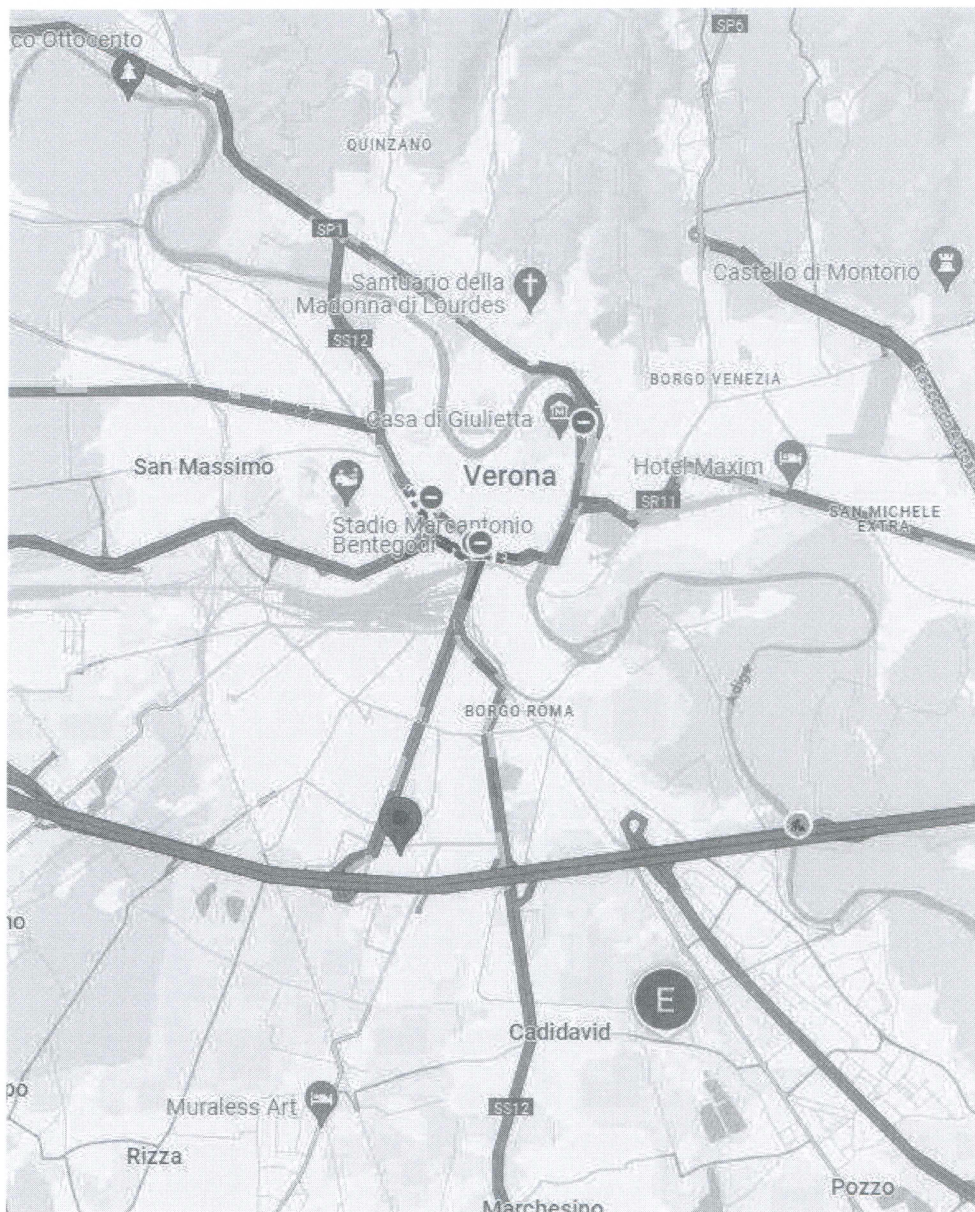 SP6
co Ottocento
QUINZANO
SP1
Santuario della
Madonna di Lourdes
Castello di Montorio
SS12
BORGO VENEZIA
Casa di Giulietta
San Massimo
Verona
Hotel Maxim
SR11
SAN MICHELE
EXTRA
Stadio Marcantonio
Bentegodi
Adige
BORGO ROMA
no
E
Cadidavid
po
Muraless Art
SS12
Rizza
Pozzo
Marchesino